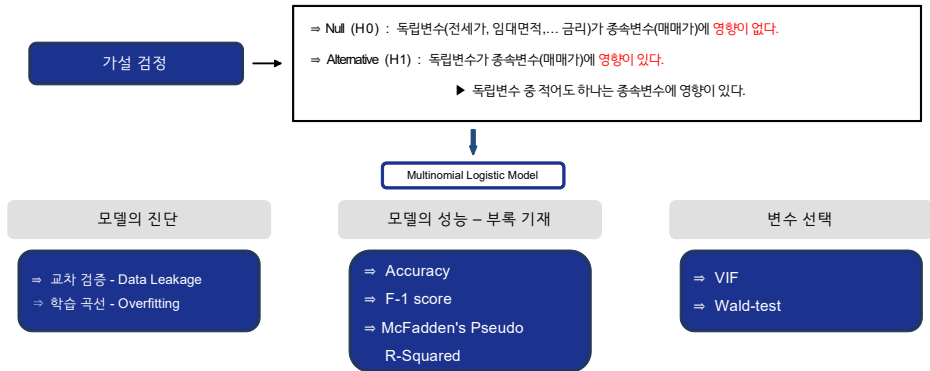 가설 검정
⇒ Null (H0) : 독립변수(전세가, 임대면적,… 금리)가 종속변수(매매가)에 영향이 없다.
⇒ Alternative (H1) : 독립변수가 종속변수(매매가)에 영향이 있다.
▶ 독립변수 중 적어도 하나는 종속변수에 영향이 있다.
Multinomial Logistic Model
모델의 진단
⇒ 교차 검증 - Data Leakage
⇒ 학습 곡선 - Overfitting
모델의 성능 – 부록 기재
⇒ Accuracy
⇒ F-1 score
⇒ McFadden's Pseudo
R-Squared
변수 선택
⇒ VIF
⇒ Wald-test